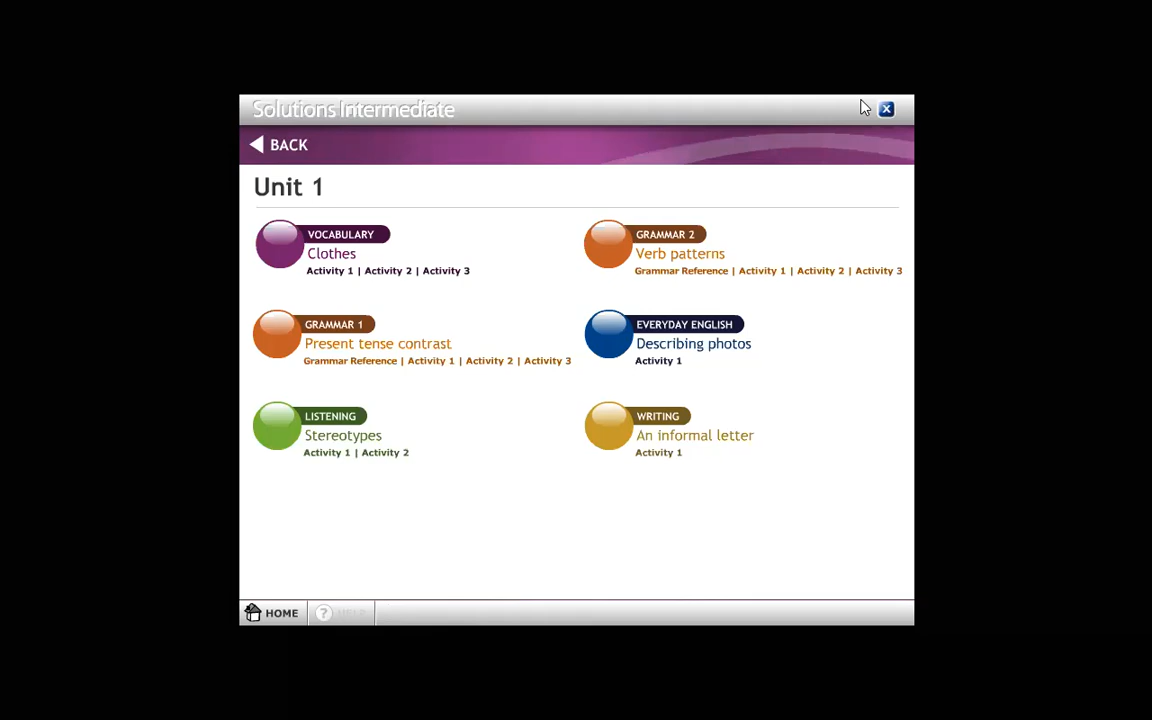 Solutions Intermediate
BACK
Unit 1
VOCABULARY
Clothes
Activity 1 | Activity 2 | Activity 3
GRAMMAR 1
Present tense contrast
Grammar Reference | Activity 1 | Activity 2 | Activity 3
LISTENING
Stereotypes
Activity 1 | Activity 2
GRAMMAR 2
Verb patterns
Grammar Reference | Activity 1 | Activity 2 | Activity 3
EVERYDAY ENGLISH
Describing photos
Activity 1
WRITING
An informal letter
Activity 1
HOME
? HELP